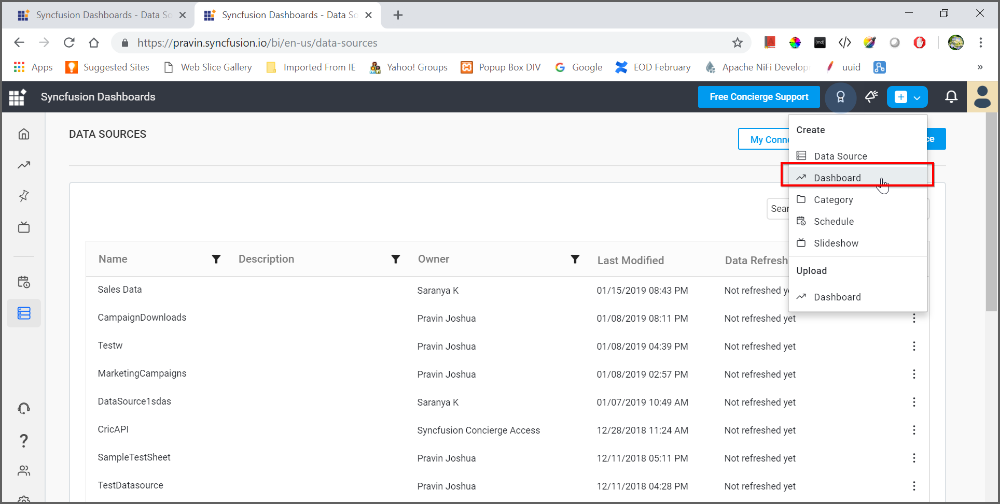 Syncfusion Dashboards - Data So
Syncfusion Dashboards - Data So
https://pravin.syncfusion.io/bi/en-us/data-sources
Apps Suggested Sites Web Slice Gallery Imported From IE Yahoo! Groups Popup Box DIV Google EOD February Apache NiFi Develop uuid »
Syncfusion Dashboards
Free Concierge Support
DATA SOURCES
My Conne
ce
Create
Data Source
Dashboard
Category
Schedule
Slideshow
Upload
Dashboard
Sear
Name Description Owner Last Modified Data Refresh
Sales Data Saranya K 01/15/2019 08:43 PM Not refreshed ye
CampaignDownloads Pravin Joshua 01/08/2019 08:11 PM Not refreshed yet
Testw Pravin Joshua 01/08/2019 04:39 PM Not refreshed yet
MarketingCampaigns Pravin Joshua 01/08/2019 02:57 PM Not refreshed yet
DataSource1sdas Saranya K 01/07/2019 10:49 AM Not refreshed yet
CricAPI Syncfusion Concierge Access 12/28/2018 11:24 AM Not refreshed yet
SampleTestSheet Pravin Joshua 12/11/2018 05:11 PM Not refreshed yet
TestDatasource Pravin Joshua 12/11/2018 04:28 PM Not refreshed yet